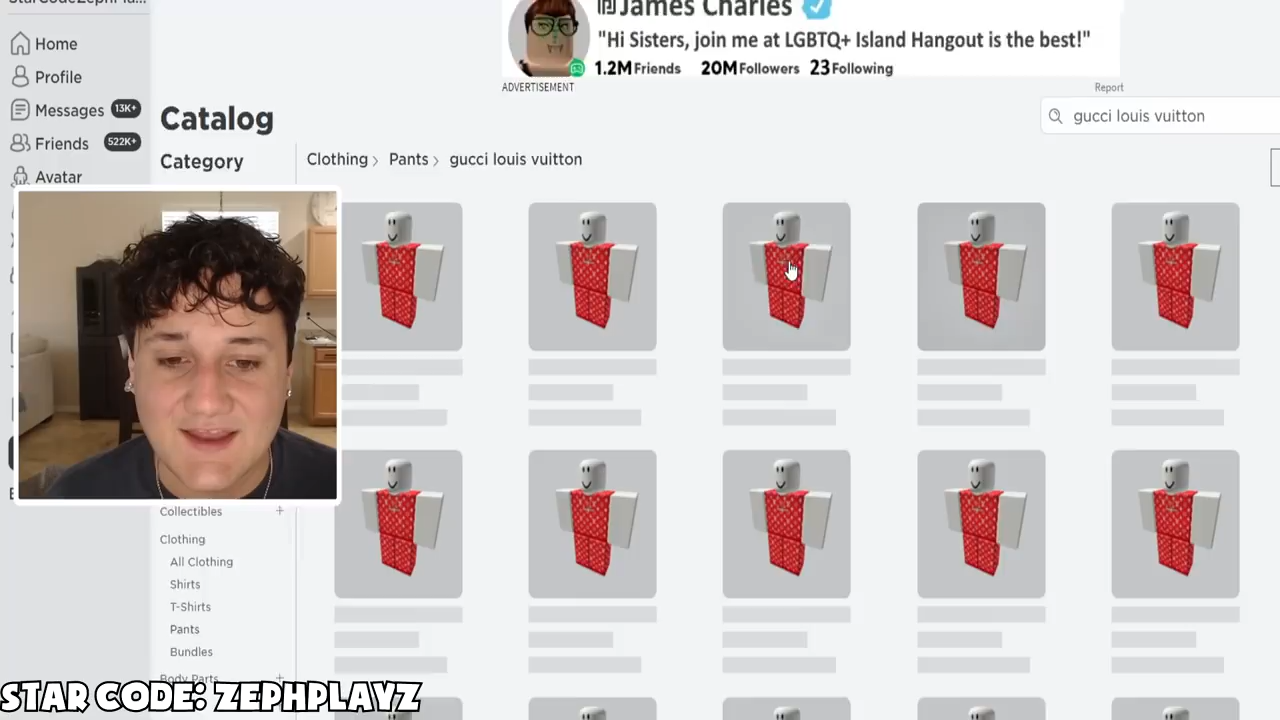 James Charles
"Hi Sisters, join me at LGBTQ+ Island Hangout is the best!"
1.2M Friends 20M Followers 23 Following
ADVERTISEMENT
Report
Home
Profile
Messages 13K+
Friends 522K+
Avatar
Catalog
gucci louis vuitton
Category
Clothing > Pants > gucci louis vuitton
Collectibles +
Clothing
All Clothing
Shirts
T-Shirts
Pants
Bundles
Body Parts +
STAR CODE: ZEPHPLAYZ